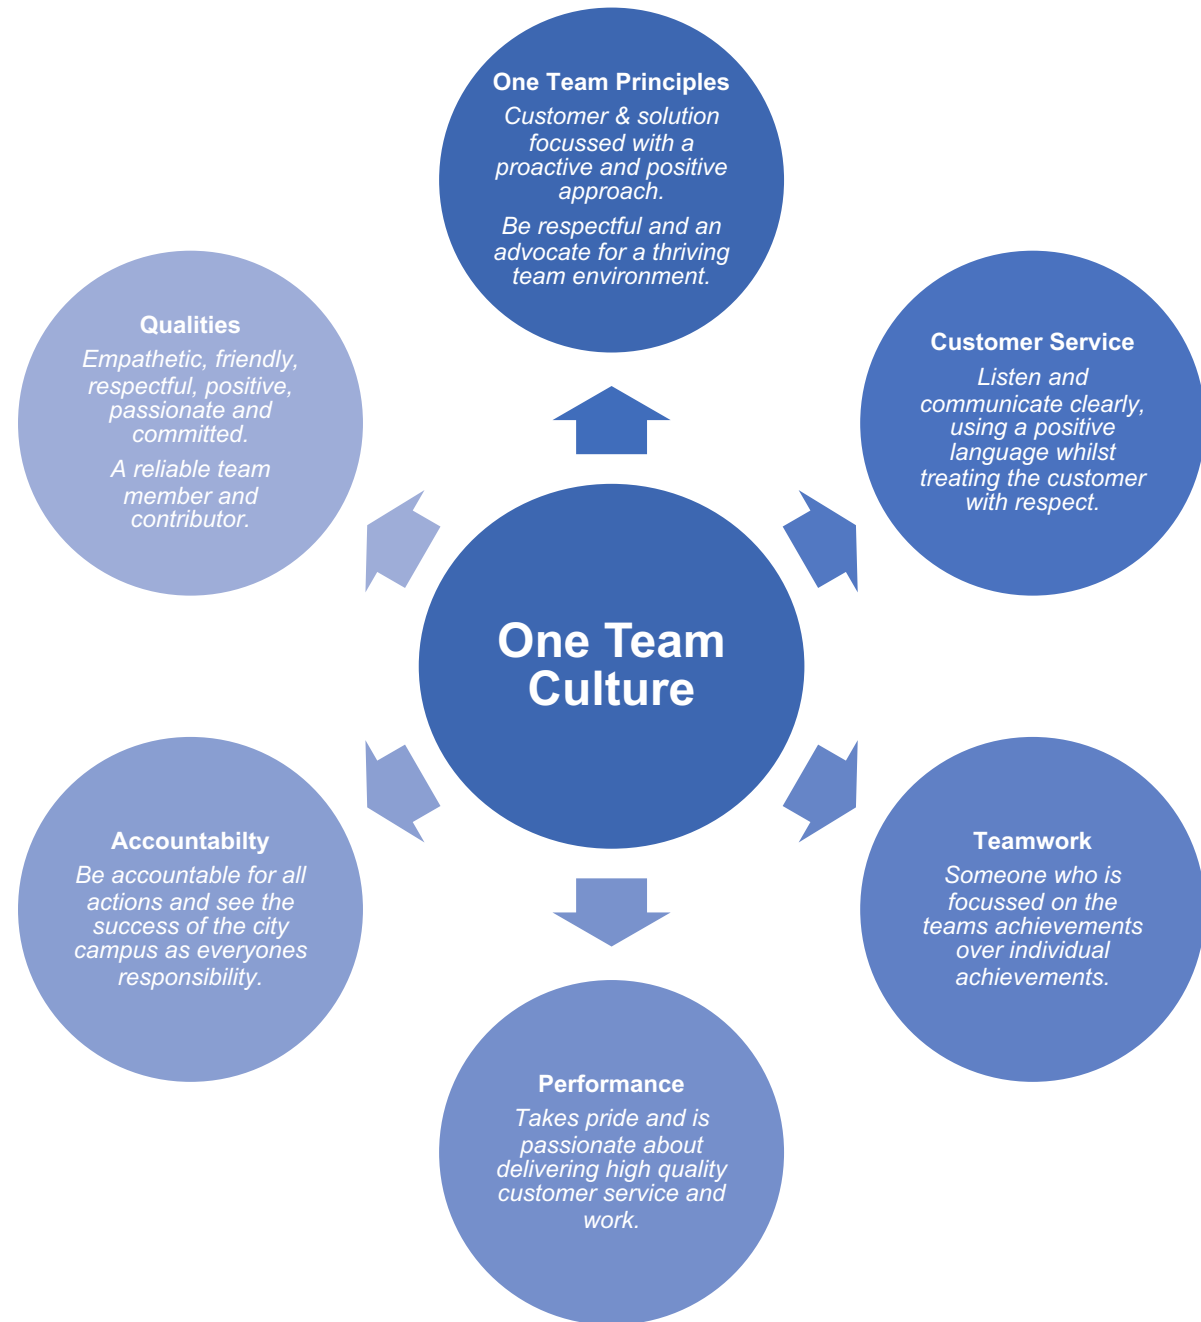 One Team Principles
Customer & solution
focussed with a
proactive and positive
approach.
Be respectful and an
advocate for a thriving
team environment.
Customer Service
Listen and
communicate clearly,
using a positive
language whilst
treating the customer
with respect.
Teamwork
Someone who is
focussed on the
teams achievements
over individual
achievements.
Performance
Takes pride and is
passionate about
delivering high quality
customer service and
work.
Accountabilty
Be accountable for all
actions and see the
success of the city
campus as everyones
responsibility.
Qualities
Empathetic, friendly,
respectful, positive,
passionate and
committed.
A reliable team
member and
contributor.
One Team
Culture